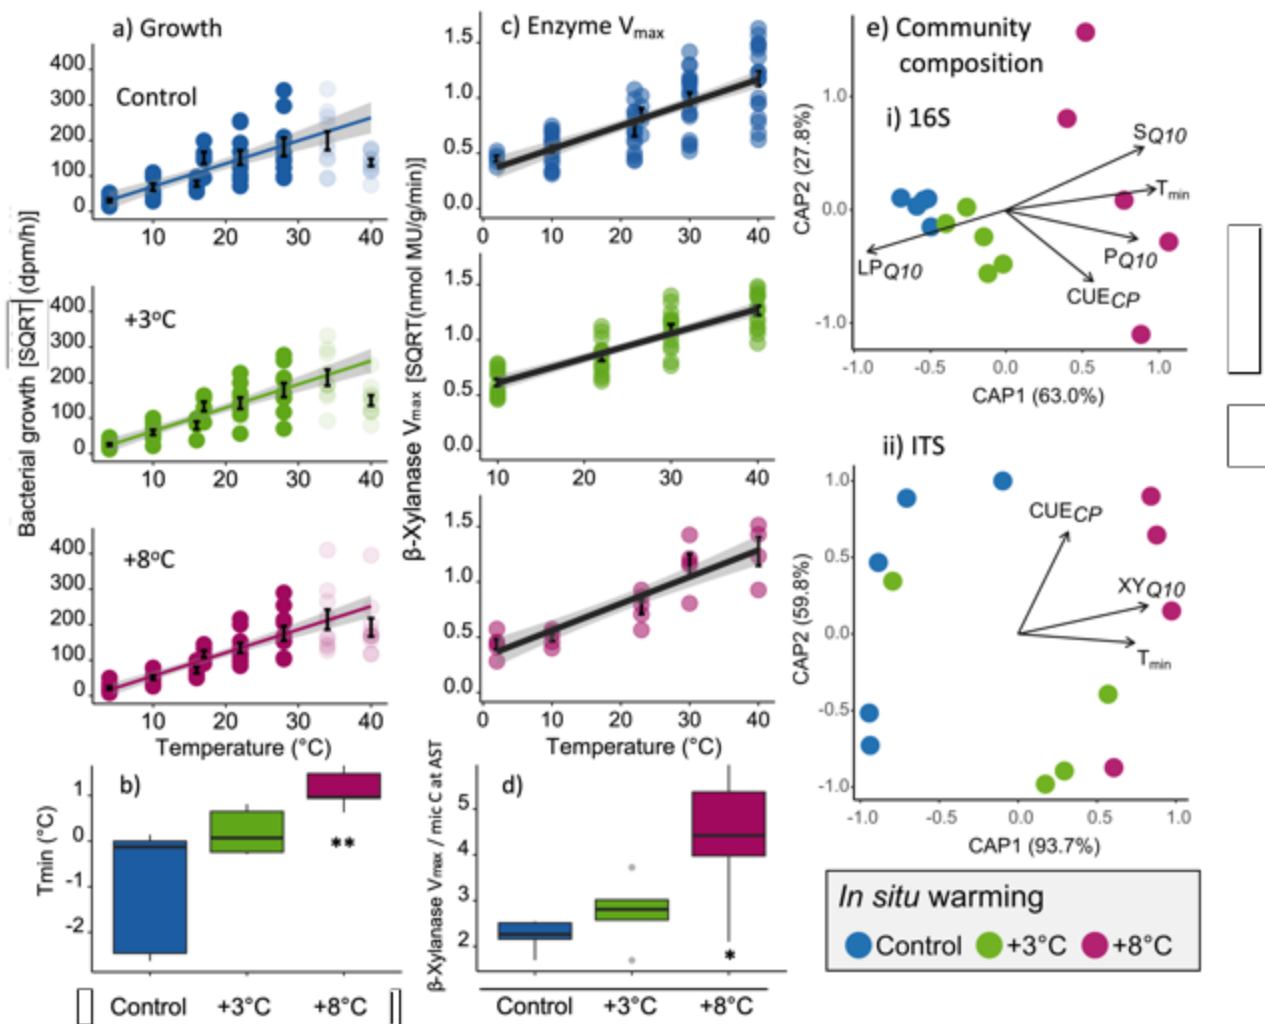 a) Growth
Control
400
300
200
100
0
10
20
30
40
+3°C
400
300
200
100
0
10
20
30
40
+8°C
400
300
200
100
0
10
20
30
40
Temperature (°C)
Bacterial growth [SQRT] (dpm/h)]
b)
1
0
-1
-2
Tmin (°C)
**
Control
+3°C
+8°C
c) Enzyme Vmax
1.5
1.0
0.5
0.0
0
10
20
30
40
1.5
1.0
0.5
0.0
10
20
30
40
1.5
1.0
0.5
0.0
0
10
20
30
40
Temperature (°C)
β-Xylanase Vmax [SQRT(nmol MU/g/min)]
d)
5
4
3
2
β-Xylanase Vmax / mic C at AST
*
Control
+3°C
+8°C
e) Community
composition
i) 16S
1.0
0.0
-1.0
-1.0
-0.5
0.0
0.5
1.0
CAP1 (63.0%)
CAP2 (27.8%)
SQ10
Tmin
PQ10
CUECP
LPQ10
ii) ITS
1.0
0.5
0.0
-0.5
-1.0
-1.0
-0.5
0.0
0.5
1.0
CAP1 (93.7%)
CAP2 (59.8%)
CUECP
XYQ10
Tmin
In situ warming
Control
+3°C
+8°C